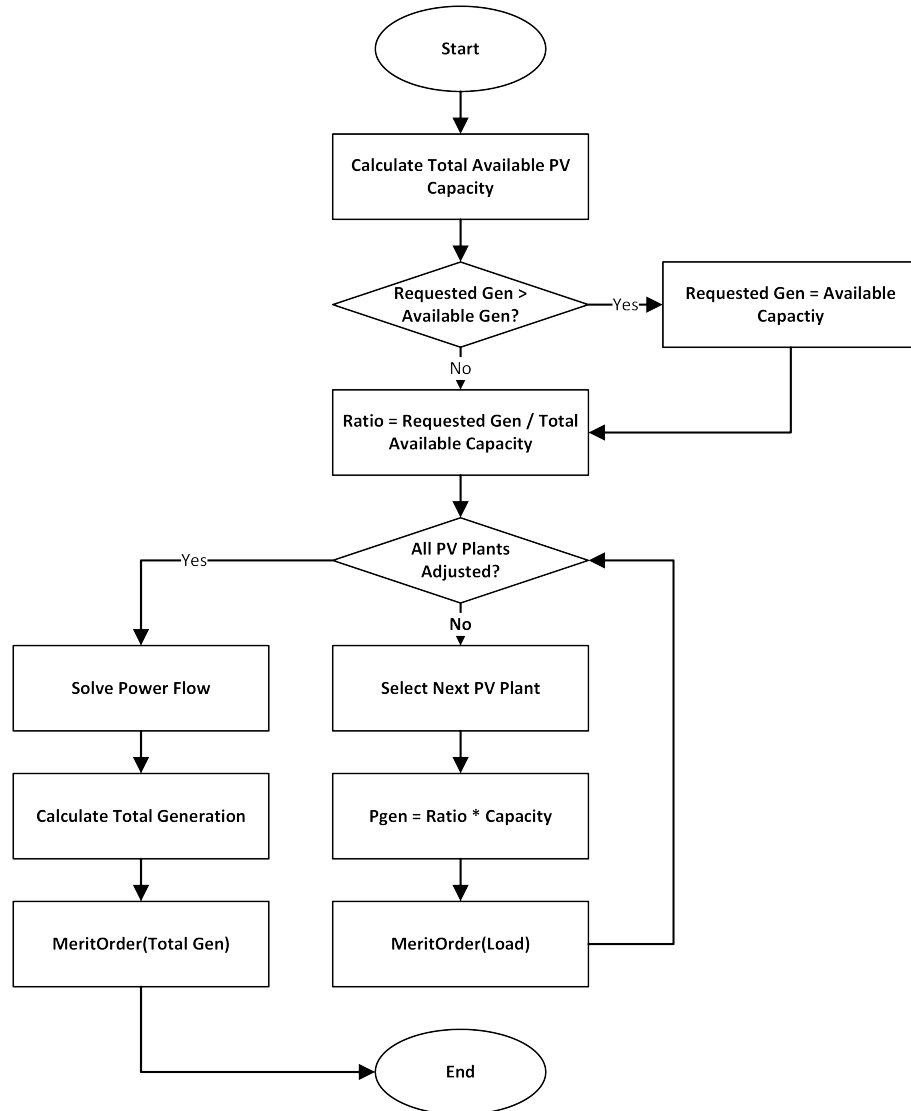 Start
Calculate Total Available PV
Capacity
Requested Gen >
Available Gen?
Yes
Requested Gen = Available
Capactiy
No
Ratio = Requested Gen / Total
Available Capacity
All PV Plants
Adjusted?
Yes
No
Solve Power Flow
Select Next PV Plant
Calculate Total Generation
Pgen = Ratio * Capacity
MeritOrder(Total Gen)
MeritOrder(Load)
End